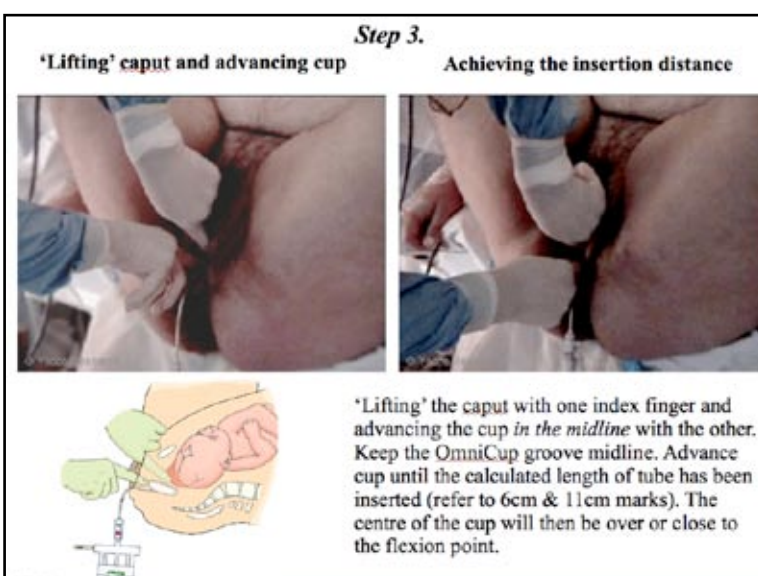 Step 3.
‘Lifting’ caput and advancing cup
Achieving the insertion distance
‘Lifting’ the caput with one index finger and
advancing the cup in the midline with the other.
Keep the OmniCup groove midline. Advance
cup until the calculated length of tube has been
inserted (refer to 6cm & 11cm marks). The
centre of the cup will then be over or close to
the flexion point.